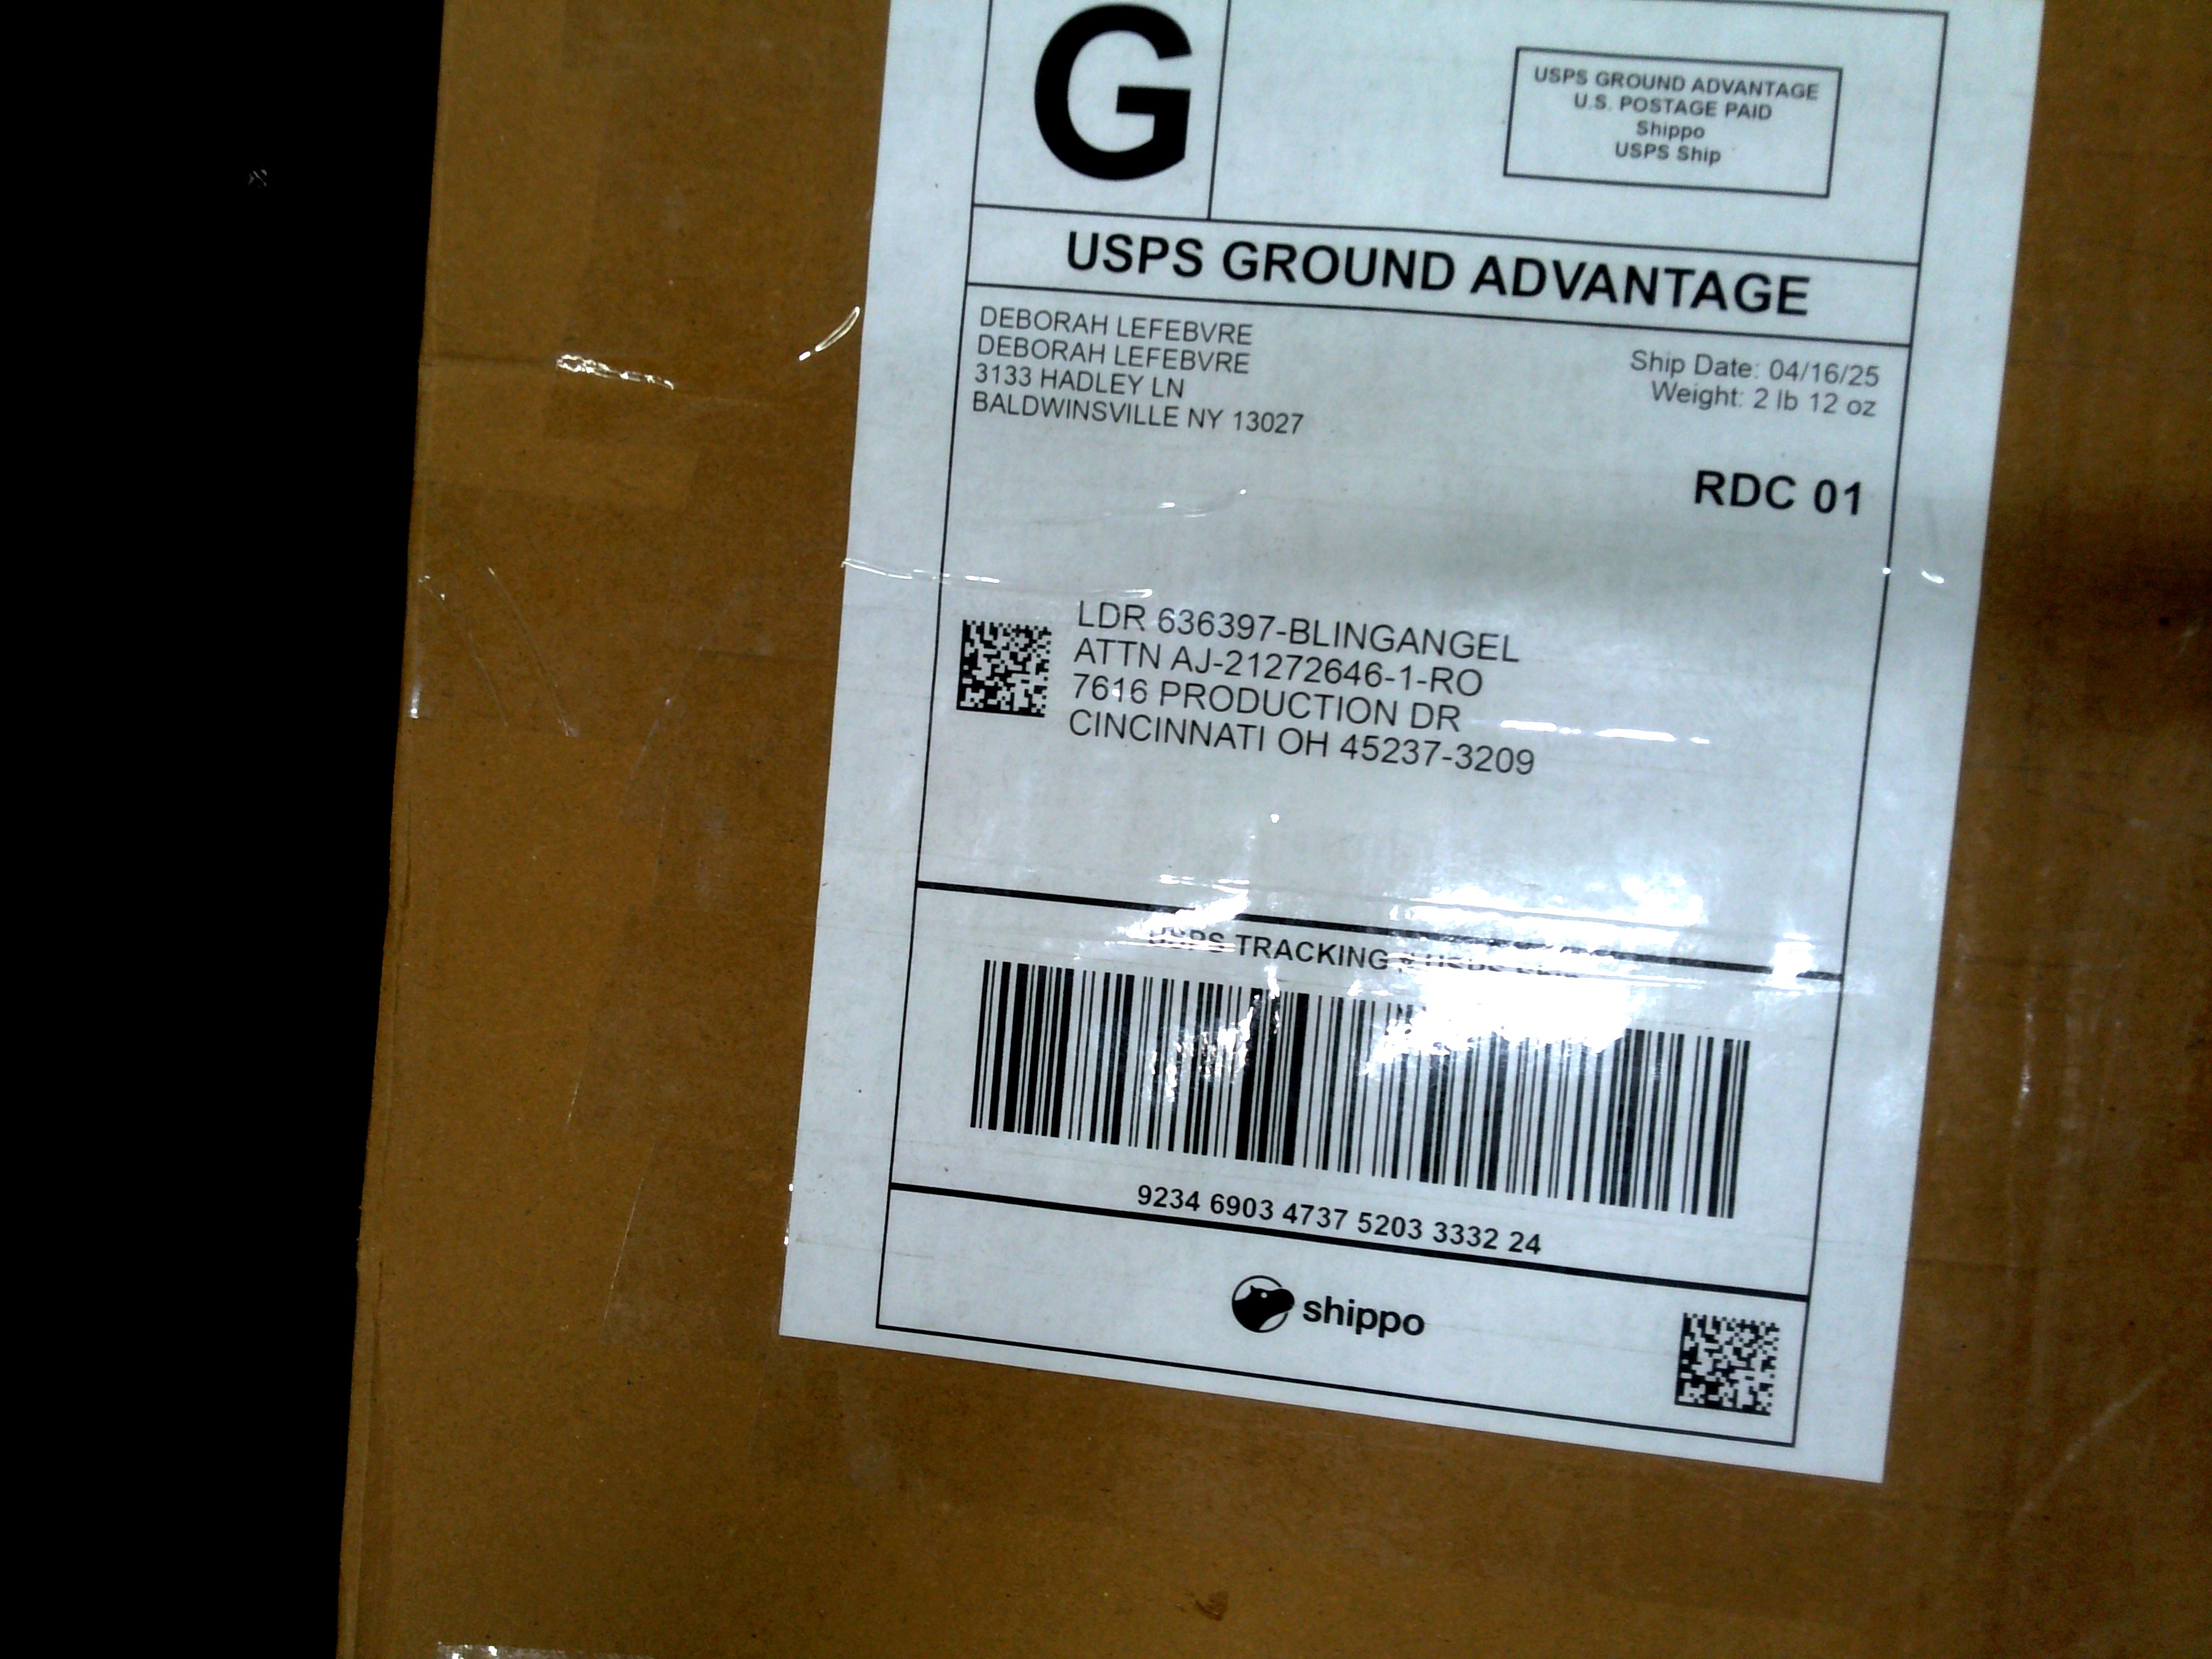 G
USPS GROUND ADVANTAGE
U.S. POSTAGE PAID
Shippo
USPS Ship
USPS GROUND ADVANTAGE
DEBORAH LEFEBVRE
DEBORAH LEFEBVRE
3133 HADLEY LN
BALDWINSVILLE NY 13027
Ship Date: 04/16/25
Weight: 2 lb 12 oz
RDC 01
LDR 636397-BLINGANGEL
ATTN AJ-21272646-1-RO
7616 PRODUCTION DR
CINCINNATI OH 45237-3209
USPS TRACKING
9234 6903 4737 5203 3332 24
shippo